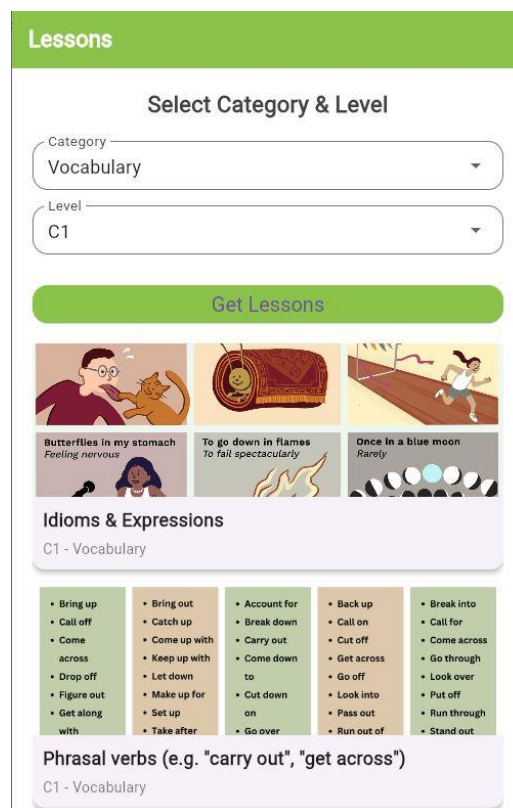 Lessons
Select Category & Level
Category
Vocabulary
Level
C1
Get Lessons
Butterflies in my stomach
Feeling nervous
To go down in flames
To fail spectacularly
Once in a blue moon
Rarely
Idioms & Expressions
C1 - Vocabulary
• Bring up
• Call off
• Come
across
• Drop off
• Figure out
• Get along
with
• Bring out
• Catch up
• Come up with
• Keep up with
• Let down
• Make up for
• Set up
• Take after
• Account for
• Break down
• Carry out
• Come down
to
• Cut down
on
• Go over
• Back up
• Call on
• Cut off
• Get across
• Go off
• Look into
• Pass out
• Run out of
• Break into
• Call for
• Come across
• Go through
• Look over
• Put off
• Run through
• Stand out
Phrasal verbs (e.g. "carry out", "get across")
C1 - Vocabulary